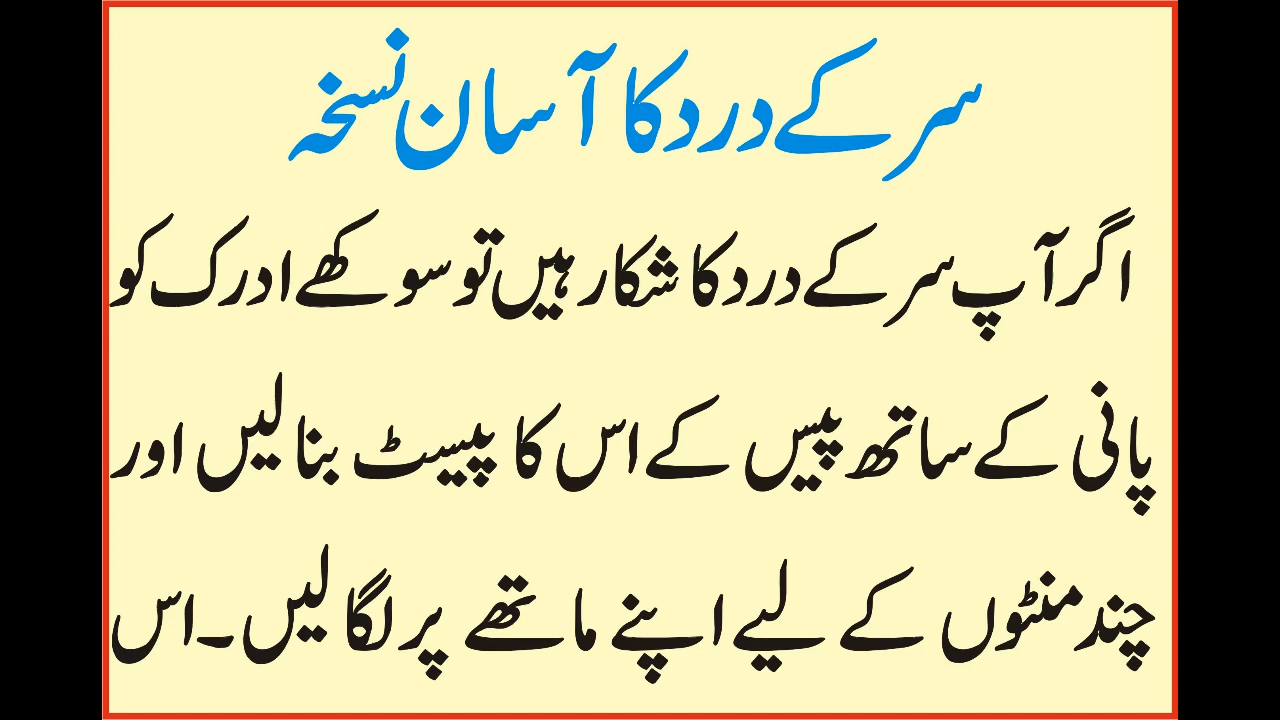 سر کے درد کا آسان نسخہ
اگر آپ سر کے درد کا شکار ہیں تو سوکھے ادرک کو
پانی کے ساتھ پیس کے اس کا پیسٹ بنا لیں اور
چند منٹوں کے لیے اپنے ماتھے پر لگا لیں۔ اس